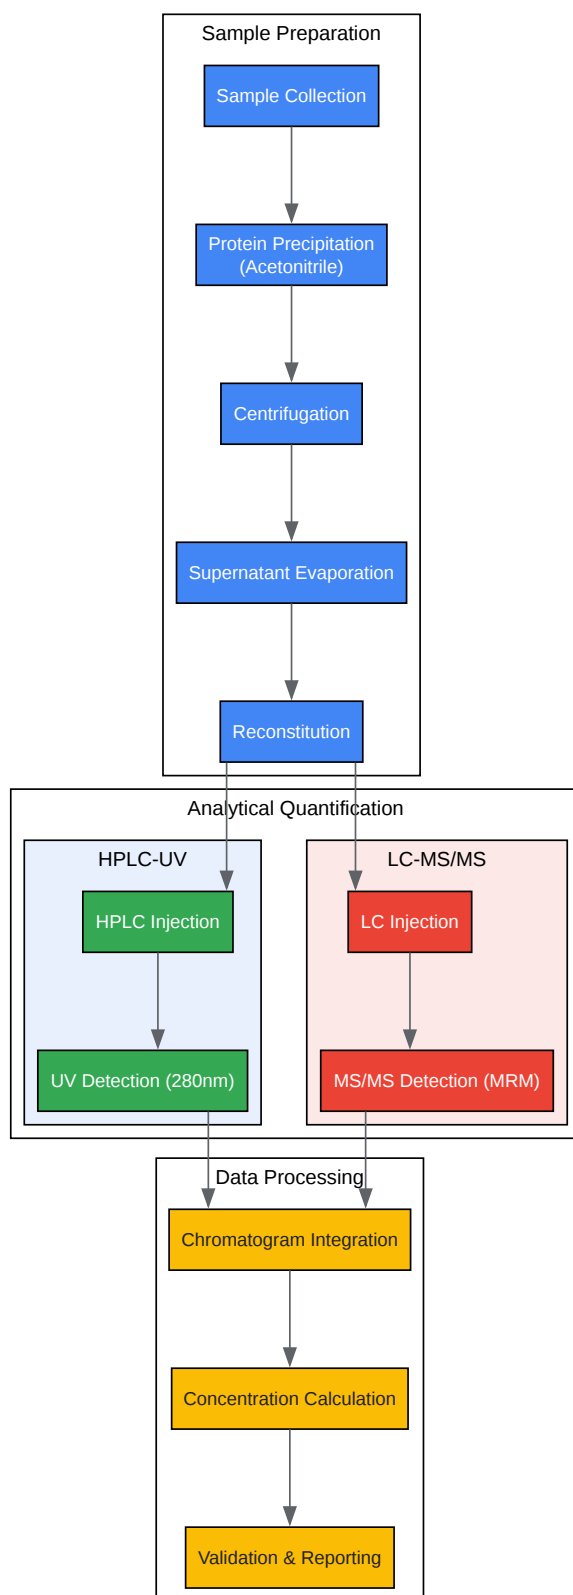 Sample Preparation
Sample Collection
Protein Precipitation
(Acetonitrile)
Centrifugation
Supernatant Evaporation
Reconstitution
Analytical Quantification
HPLC-UV
LC-MS/MS
HPLC Injection
LC Injection
UV Detection (280nm)
MS/MS Detection (MRM)
Data Processing
Chromatogram Integration
Concentration Calculation
Validation & Reporting